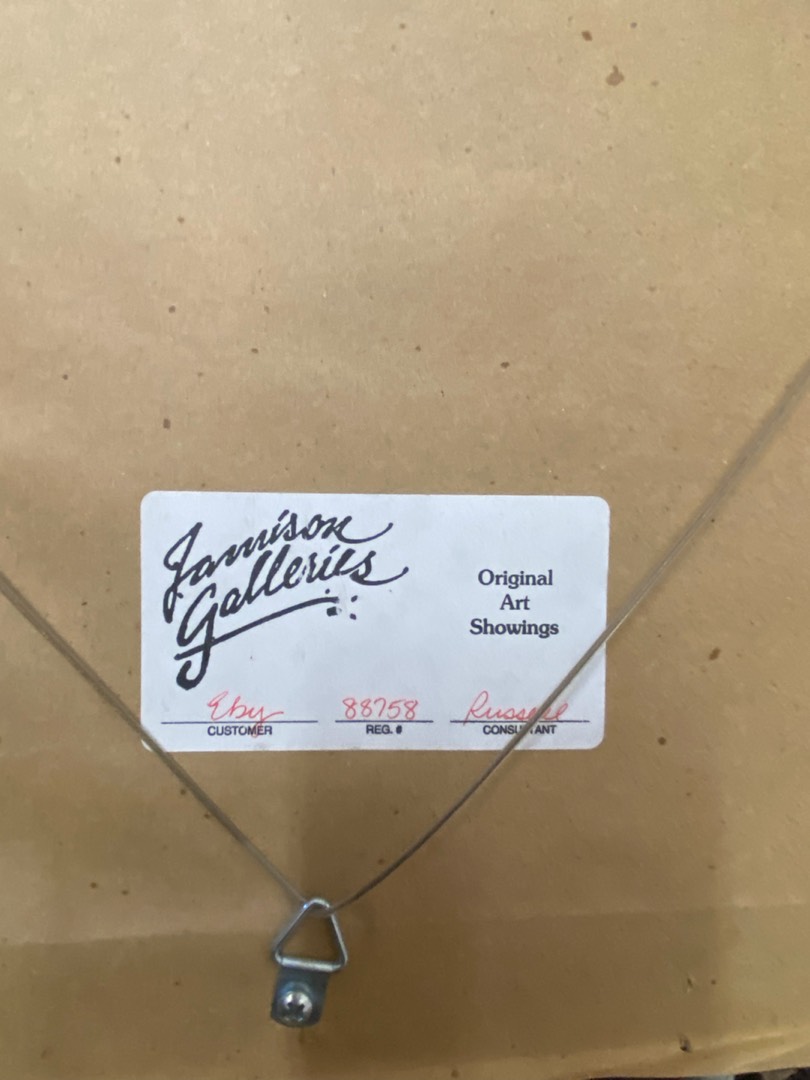 Jamison
Galleries
Original
Art
Showings
Eby 88758 Russell
CUSTOMER REG. # CONSULTANT